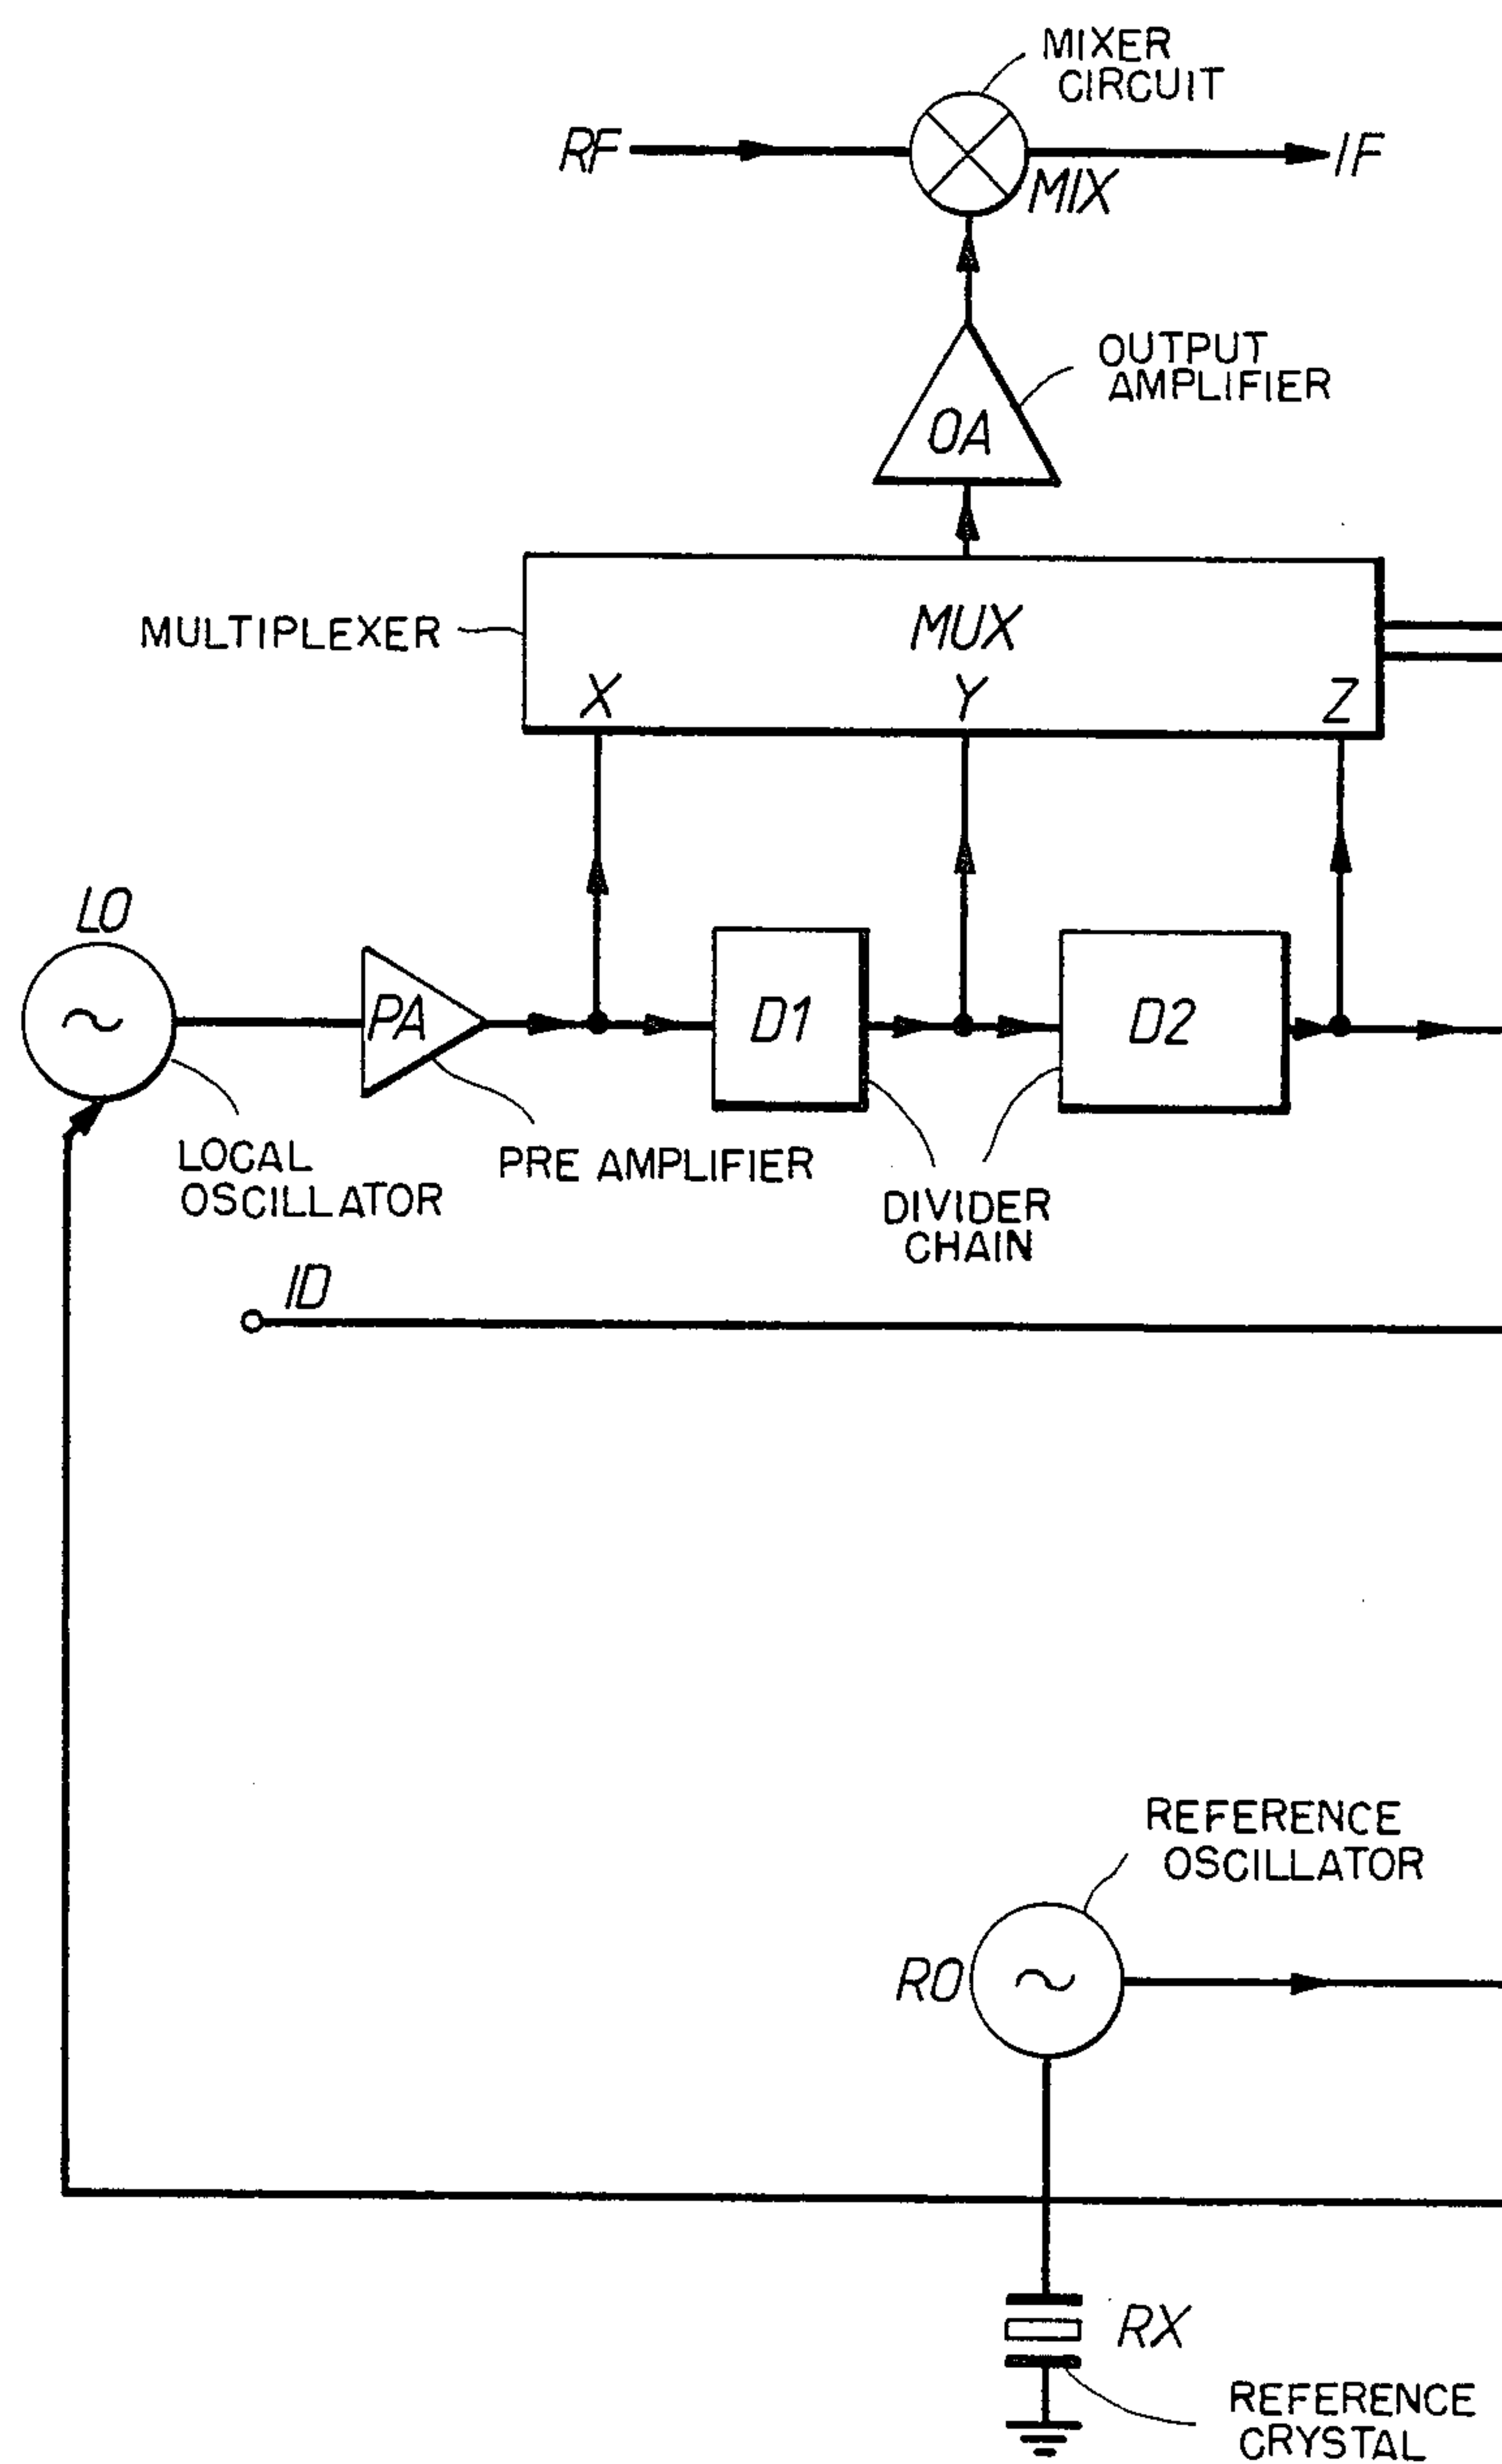 MIXER
CIRCUIT
RF
IF
MIX
OUTPUT
AMPLIFIER
OA
MULTIPLEXER
MUX
X
Y
Z
LO
PA
D1
D2
LOCAL
OSCILLATOR
PRE AMPLIFIER
DIVIDER
CHAIN
ID
REFERENCE
OSCILLATOR
RO
RX
REFERENCE
CRYSTAL